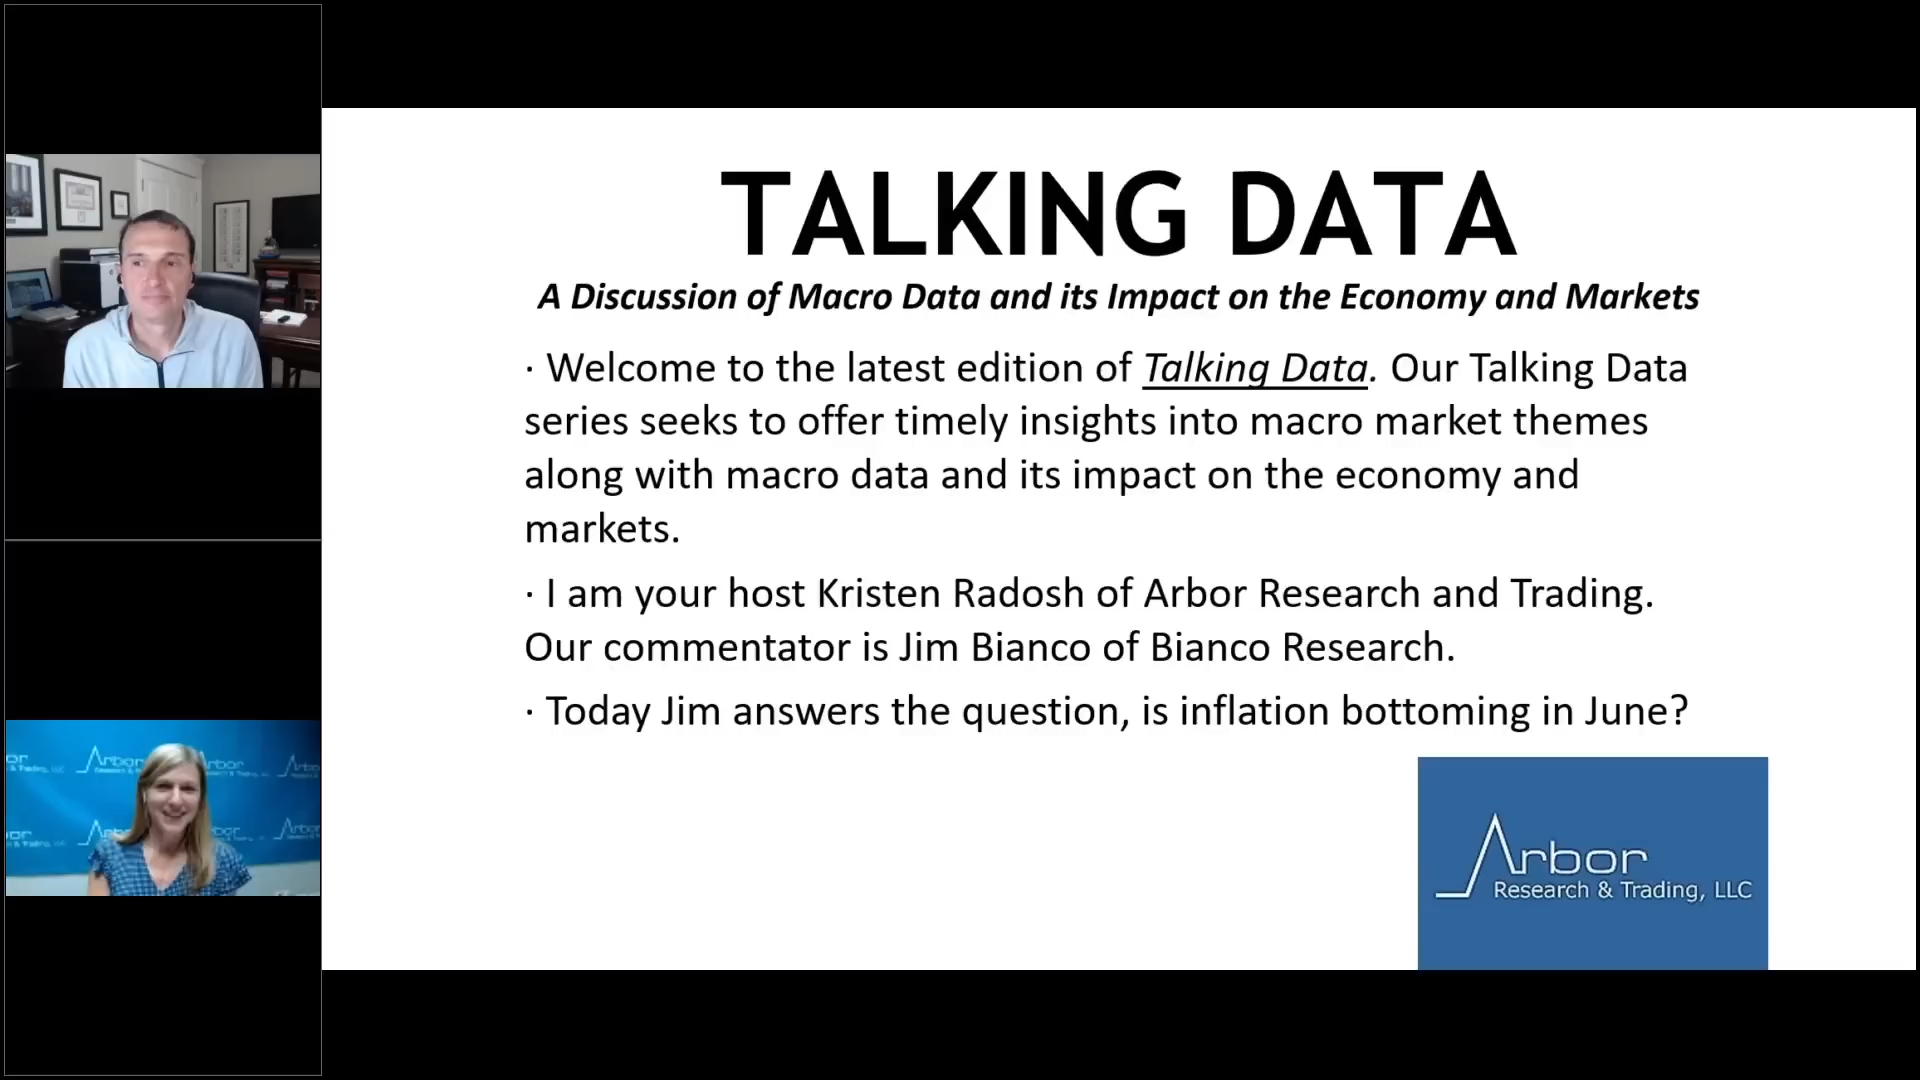 TALKING DATA
A Discussion of Macro Data and its Impact on the Economy and Markets
· Welcome to the latest edition of Talking Data. Our Talking Data
series seeks to offer timely insights into macro market themes
along with macro data and its impact on the economy and
markets.
· I am your host Kristen Radosh of Arbor Research and Trading.
Our commentator is Jim Bianco of Bianco Research.
· Today Jim answers the question, is inflation bottoming in June?
Arbor
Research & Trading, LLC
Arbor